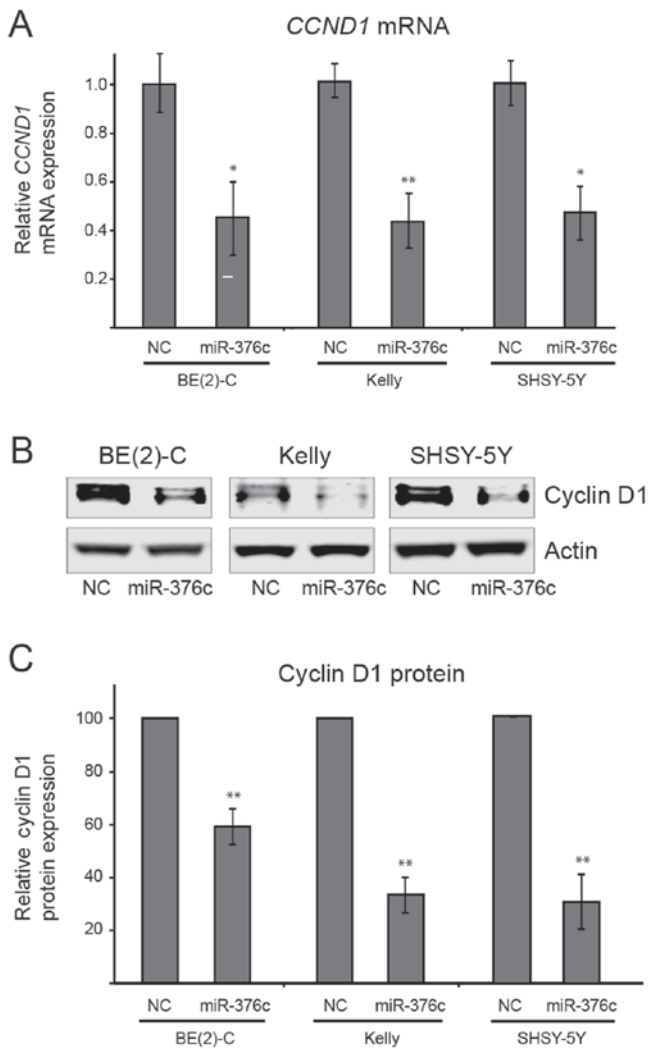 A
CCND1 mRNA
Relative CCND1
mRNA expression
1.0
0.8
0.6
0.4
0.2
*
**
*
NC miR-376c NC miR-376c NC miR-376c
BE(2)-C Kelly SHSY-5Y
B
BE(2)-C Kelly SHSY-5Y
Cyclin D1
Actin
NC miR-376c NC miR-376c NC miR-376c
C
Cyclin D1 protein
Relative cyclin D1
protein expression
100
80
60
40
20
**
**
**
NC miR-376c NC miR-376c NC miR-376c
BE(2)-C Kelly SHSY-5Y